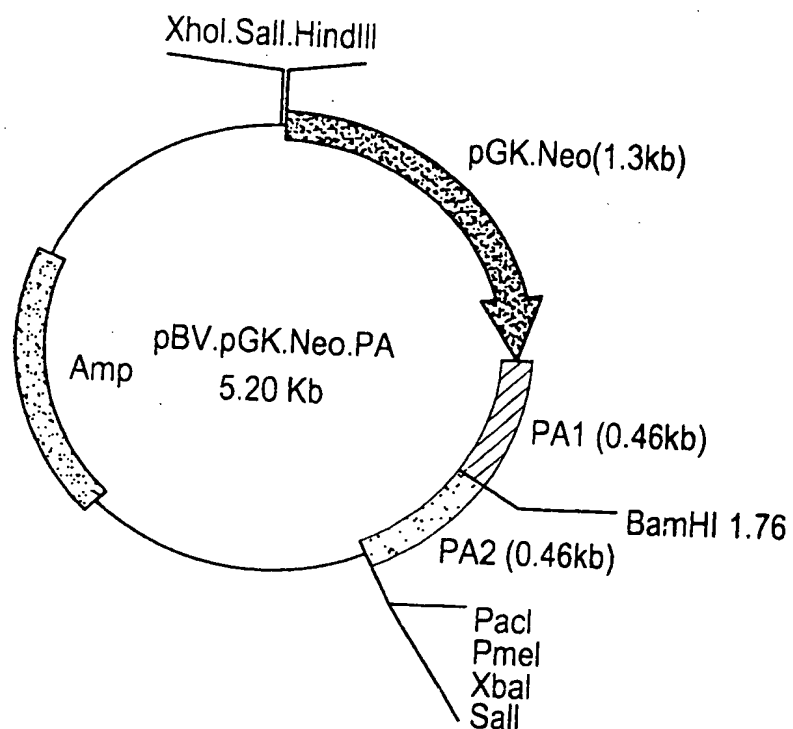 XhoI.SalI.HindIII
pGK.Neo(1.3kb)
pBV.pGK.Neo.PA
5.20 Kb
Amp
PA1 (0.46kb)
BamHI 1.76
PA2 (0.46kb)
PacI
PmeI
XbaI
SalI